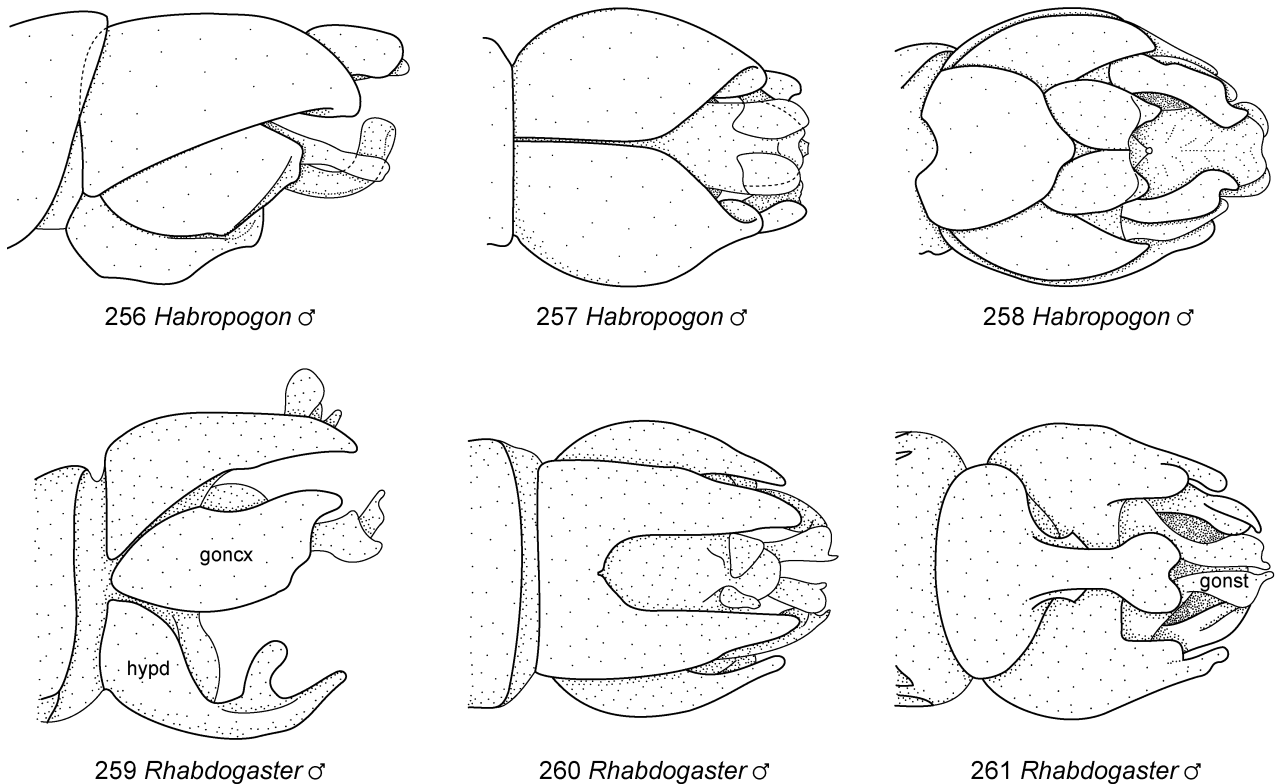 256 Habropogon ♂
257 Habropogon ♂
258 Habropogon ♂
goncx
hypd
gonst
259 Rhabdogaster ♂
260 Rhabdogaster ♂
261 Rhabdogaster ♂